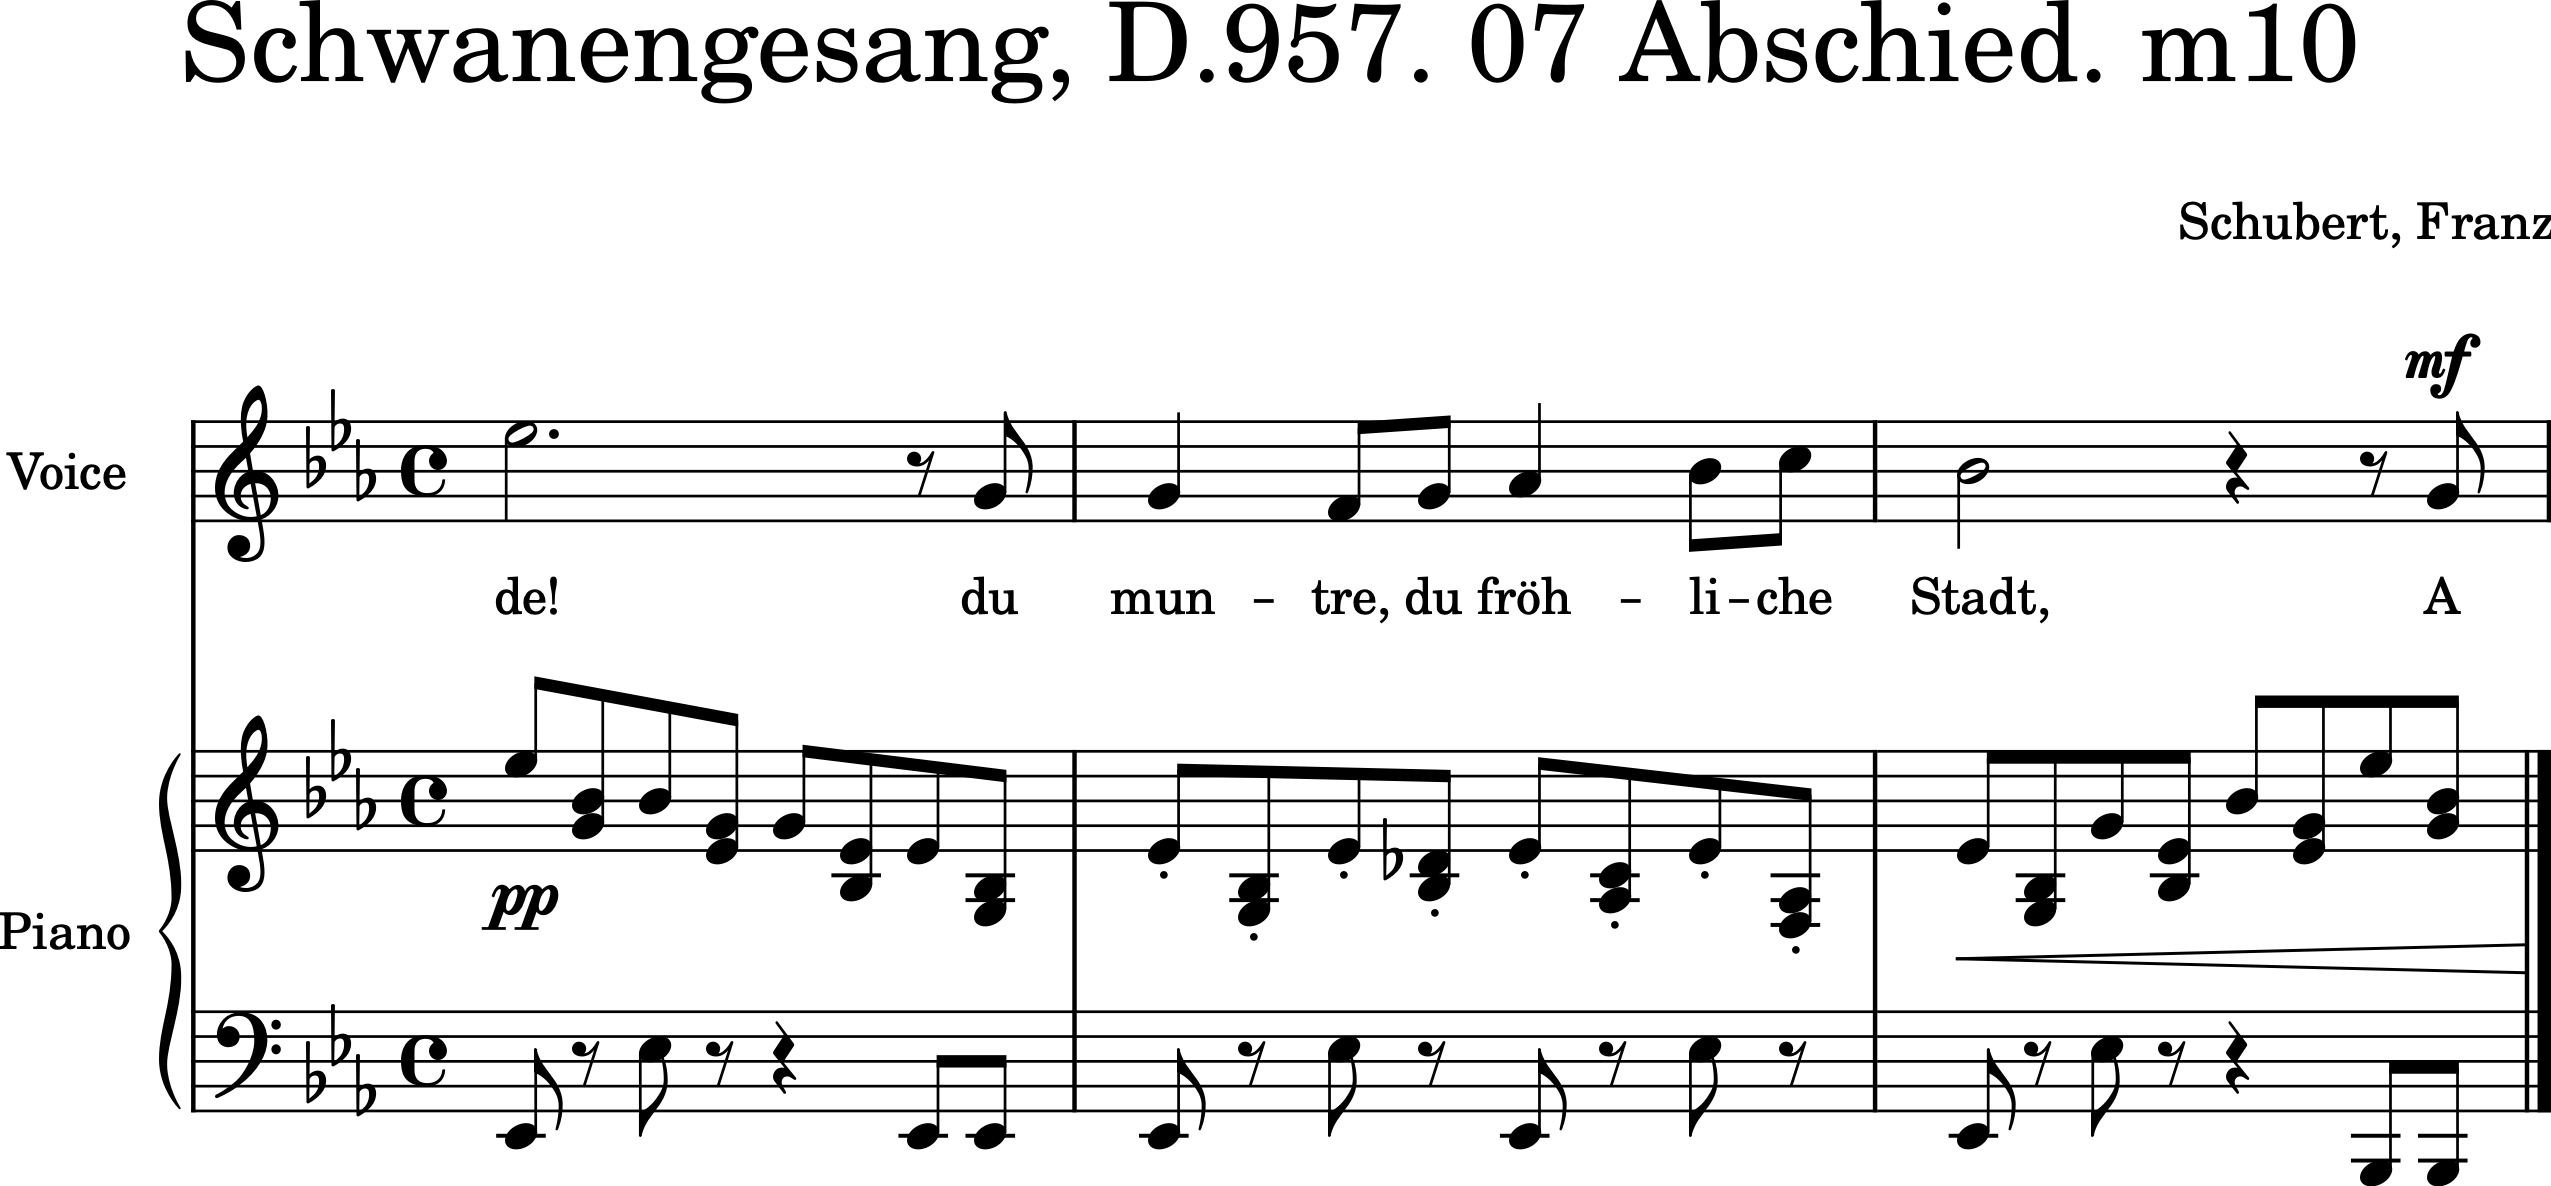 Schwanengesang, D.957. 07 Abschied. m10
Schubert, Franz
mf
Voice
de! du mun - tre, du fröh - li - che Stadt, A
pp
Piano